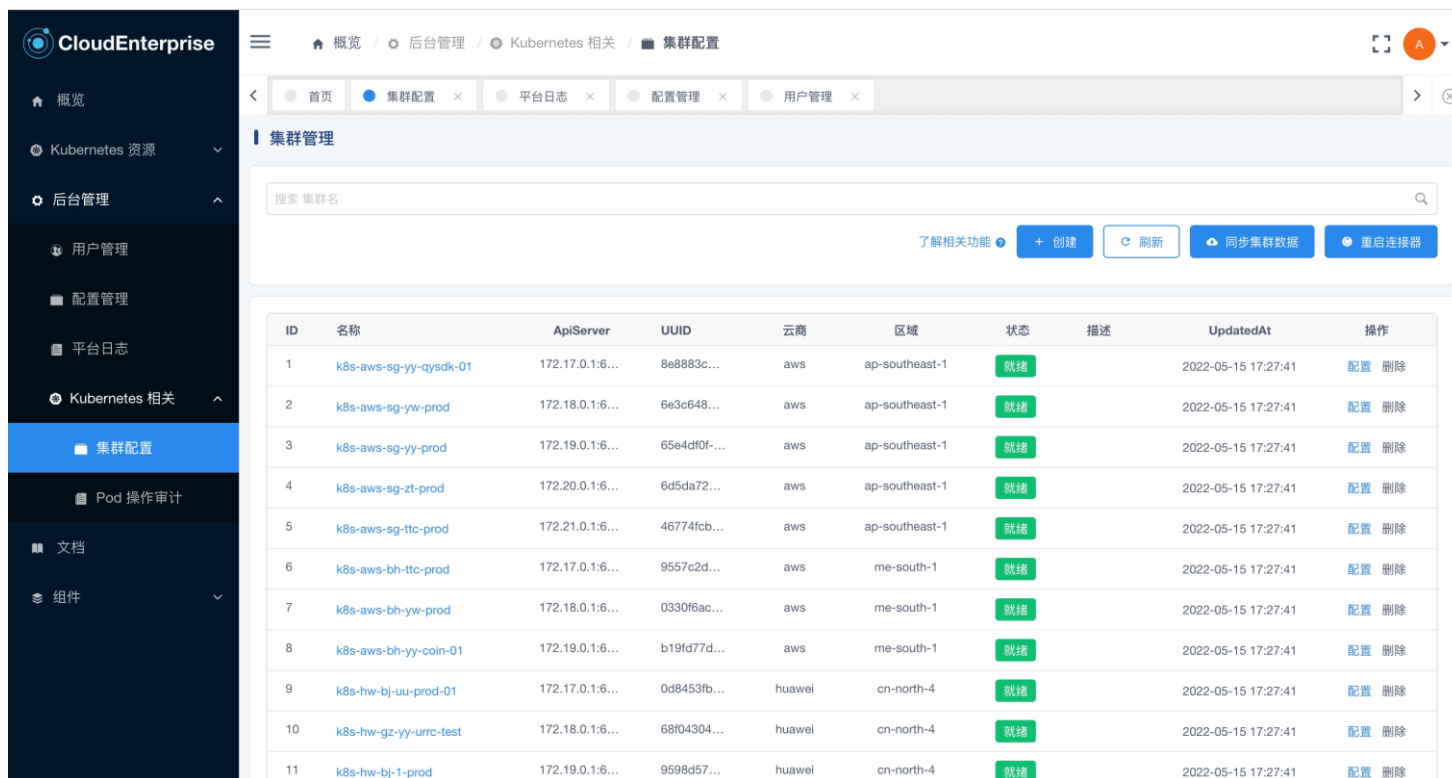 CloudEnterprise
概览 / 后台管理 / Kubernetes 相关 / 集群配置
A
概览
Kubernetes 资源
后台管理
用户管理
配置管理
平台日志
Kubernetes 相关
集群配置
Pod 操作审计
文档
组件
首页 集群配置 平台日志 配置管理 用户管理
集群管理
搜索 集群名
了解相关功能 + 创建 刷新 同步集群数据 重启连接器
ID 名称 ApiServer UUID 云商 区域 状态 描述 UpdatedAt 操作
1 k8s-aws-sg-yy-qysdk-01 172.17.0.1:6... 8e8883c... aws ap-southeast-1 就绪 2022-05-15 17:27:41 配置 删除
2 k8s-aws-sg-yw-prod 172.18.0.1:6... 6e3c648... aws ap-southeast-1 就绪 2022-05-15 17:27:41 配置 删除
3 k8s-aws-sg-yy-prod 172.19.0.1:6... 65e4df0f-... aws ap-southeast-1 就绪 2022-05-15 17:27:41 配置 删除
4 k8s-aws-sg-zt-prod 172.20.0.1:6... 6d5da72... aws ap-southeast-1 就绪 2022-05-15 17:27:41 配置 删除
5 k8s-aws-sg-ttc-prod 172.21.0.1:6... 46774fcb... aws ap-southeast-1 就绪 2022-05-15 17:27:41 配置 删除
6 k8s-aws-bh-ttc-prod 172.17.0.1:6... 9557c2d... aws me-south-1 就绪 2022-05-15 17:27:41 配置 删除
7 k8s-aws-bh-yw-prod 172.18.0.1:6... 0330f6ac... aws me-south-1 就绪 2022-05-15 17:27:41 配置 删除
8 k8s-aws-bh-yy-coin-01 172.19.0.1:6... b19fd77d... aws me-south-1 就绪 2022-05-15 17:27:41 配置 删除
9 k8s-hw-bj-uu-prod-01 172.17.0.1:6... 0d8453fb... huawei cn-north-4 就绪 2022-05-15 17:27:41 配置 删除
10 k8s-hw-gz-yy-urrc-test 172.18.0.1:6... 68f04304... huawei cn-north-4 就绪 2022-05-15 17:27:41 配置 删除
11 k8s-hw-bj-1-prod 172.19.0.1:6... 9598d57... huawei cn-north-4 就绪 2022-05-15 17:27:41 配置 删除